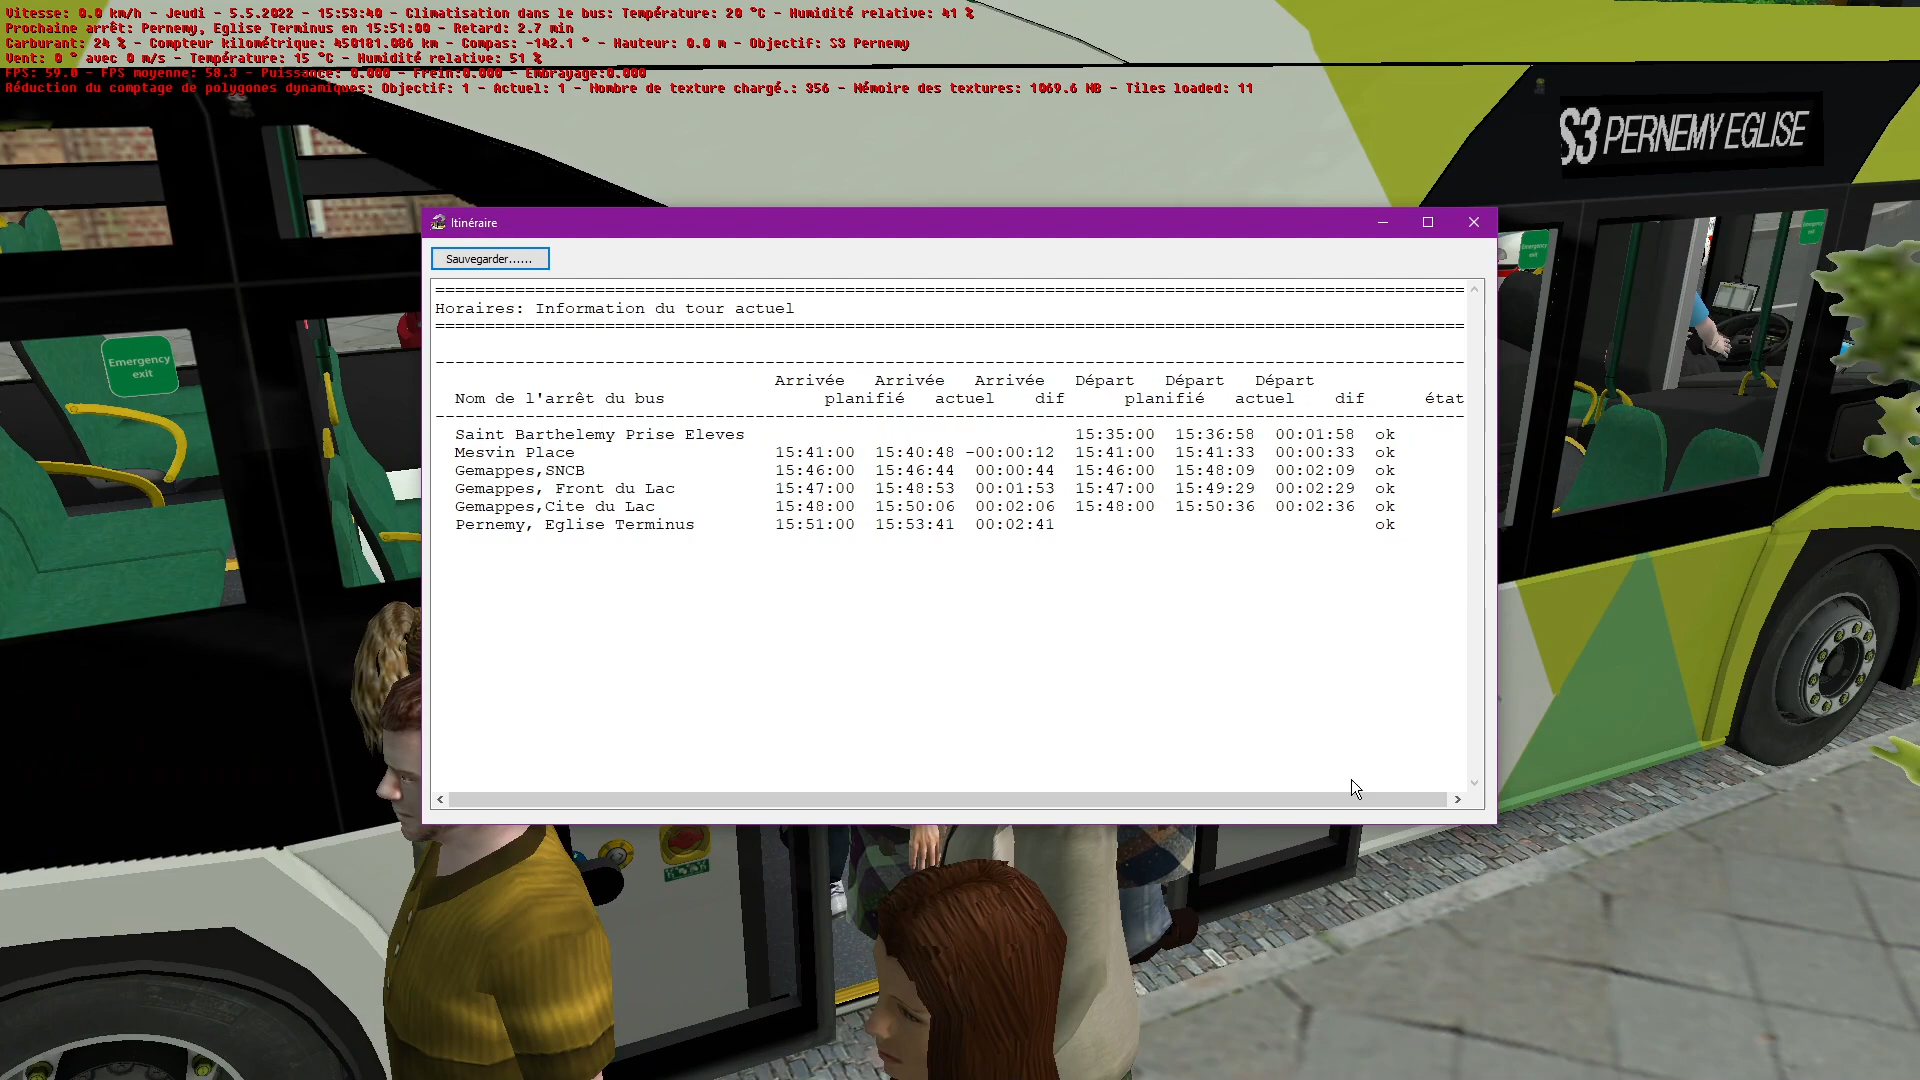 Vitesse: 0.0 km/h - Jeudi - 5.5.2022 - 15:53:40 - Climatisation dans le bus: Température: 20 °C - Humidité relative: 41 %
Prochaine arrêt: Pernemy, Eglise Terminus en 15:51:00 - Retard: 2.7 min
Carburant: 24 % - Compteur kilométrique: 450181.086 km - Compas: -142.1 ° - Hauteur: 0.0 m - Objectif: S3 Pernemy
Vent: 0 ° avec 0 m/s - Température: 15 °C - Humidité relative: 51 %
FPS: 59.0 - FPS moyenne: 58.3 - Puissance: 0.000 - Frein:0.000 - Embrayage:0.000
Réduction du comptage de polygones dynamiques: Objectif: 1 - Actuel: 1 - Nombre de texture chargé.: 356 - Mémoire des textures: 1069.6 MB - Tiles loaded: 11
S3 PERNEMY EGLISE
Itinéraire
Sauvegarder......
Horaires: Information du tour actuel
Arrivée Arrivée Arrivée Départ Départ Départ
Nom de l'arrêt du bus planifié actuel dif planifié actuel dif état
Saint Barthelemy Prise Eleves 15:35:00 15:36:58 00:01:58 ok
Mesvin Place 15:41:00 15:40:48 -00:00:12 15:41:00 15:41:33 00:00:33 ok
Gemappes,SNCB 15:46:00 15:46:44 00:00:44 15:46:00 15:48:09 00:02:09 ok
Gemappes, Front du Lac 15:47:00 15:48:53 00:01:53 15:47:00 15:49:29 00:02:29 ok
Gemappes,Cite du Lac 15:48:00 15:50:06 00:02:06 15:48:00 15:50:36 00:02:36 ok
Pernemy, Eglise Terminus 15:51:00 15:53:41 00:02:41 ok
Emergency
exit
Emergency
exit